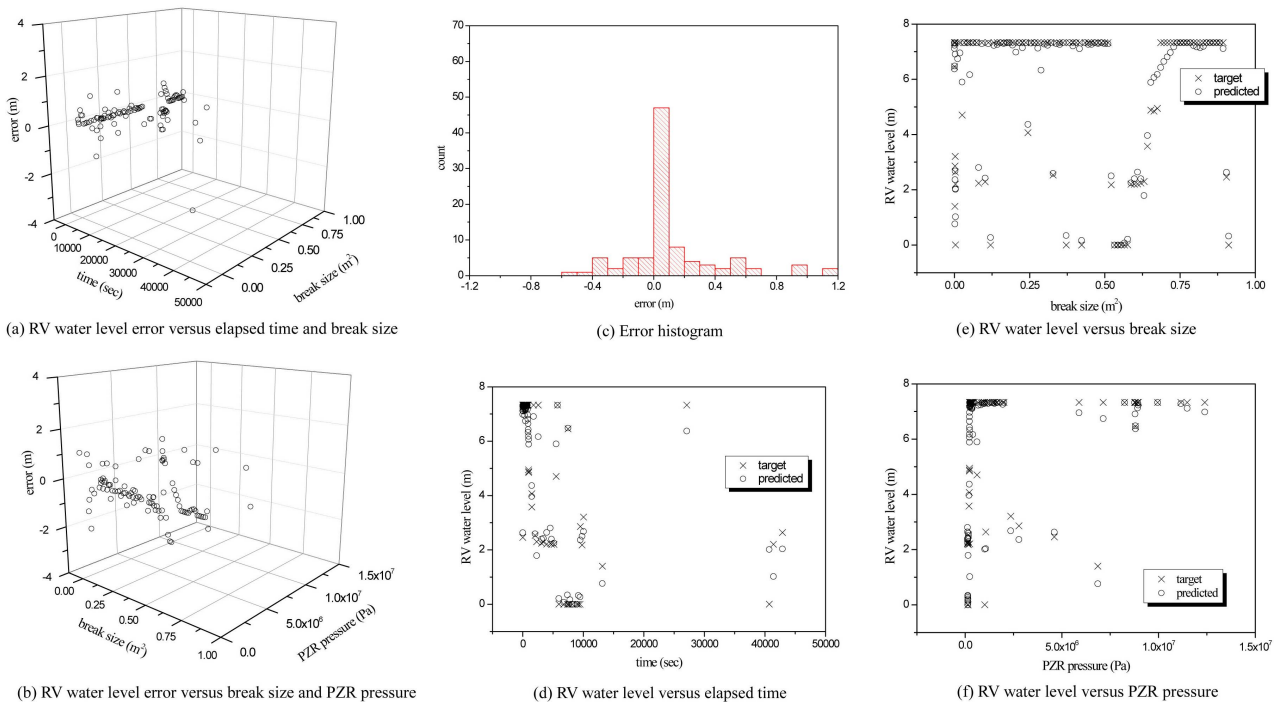 4
2
0
-2
-4
error (m)
0
10000
20000
30000
40000
50000
time (sec)
0.00
0.25
0.50
0.75
1.00
break size (m²)
(a) RV water level error versus elapsed time and break size
70
60
50
40
30
20
10
0
count
-1.2
-0.8
-0.4
0.0
0.4
0.8
1.2
error (m)
(c) Error histogram
8
6
4
2
0
RV water level (m)
target
predicted
0.00
0.25
0.50
0.75
1.00
break size (m²)
(e) RV water level versus break size
4
2
0
-2
-4
error (m)
0.00
0.25
0.50
0.75
1.00
break size (m²)
0.0
5.0x10⁶
1.0x10⁷
1.5x10⁷
PZR pressure (Pa)
(b) RV water level error versus break size and PZR pressure
8
6
4
2
0
RV water level (m)
target
predicted
0
10000
20000
30000
40000
50000
time (sec)
(d) RV water level versus elapsed time
8
6
4
2
0
RV water level (m)
target
predicted
0.0
5.0x10⁶
1.0x10⁷
1.5x10⁷
PZR pressure (Pa)
(f) RV water level versus PZR pressure